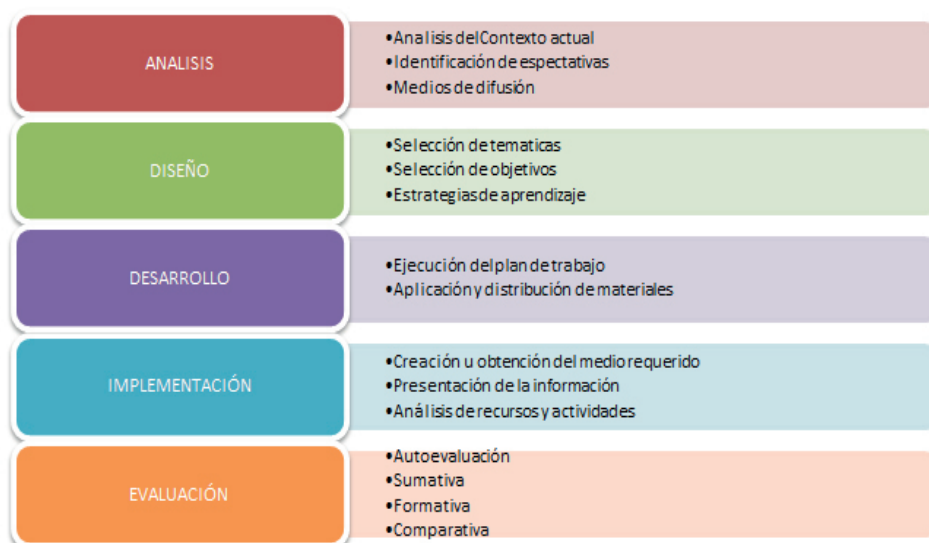 ANALISIS
•Analisis del Contexto actual
•Identificación de espectativas
•Medios de difusión
DISEÑO
•Selección de tematicas
•Selección de objetivos
•Estrategias de aprendizaje
DESARROLLO
•Ejecución del plan de trabajo
•Aplicación y distribución de materiales
IMPLEMENTACIÓN
•Creación u obtención del medio requerido
•Presentación de la información
•Análisis de recursos y actividades
EVALUACIÓN
•Autoevaluación
•Sumativa
•Formativa
•Comparativa